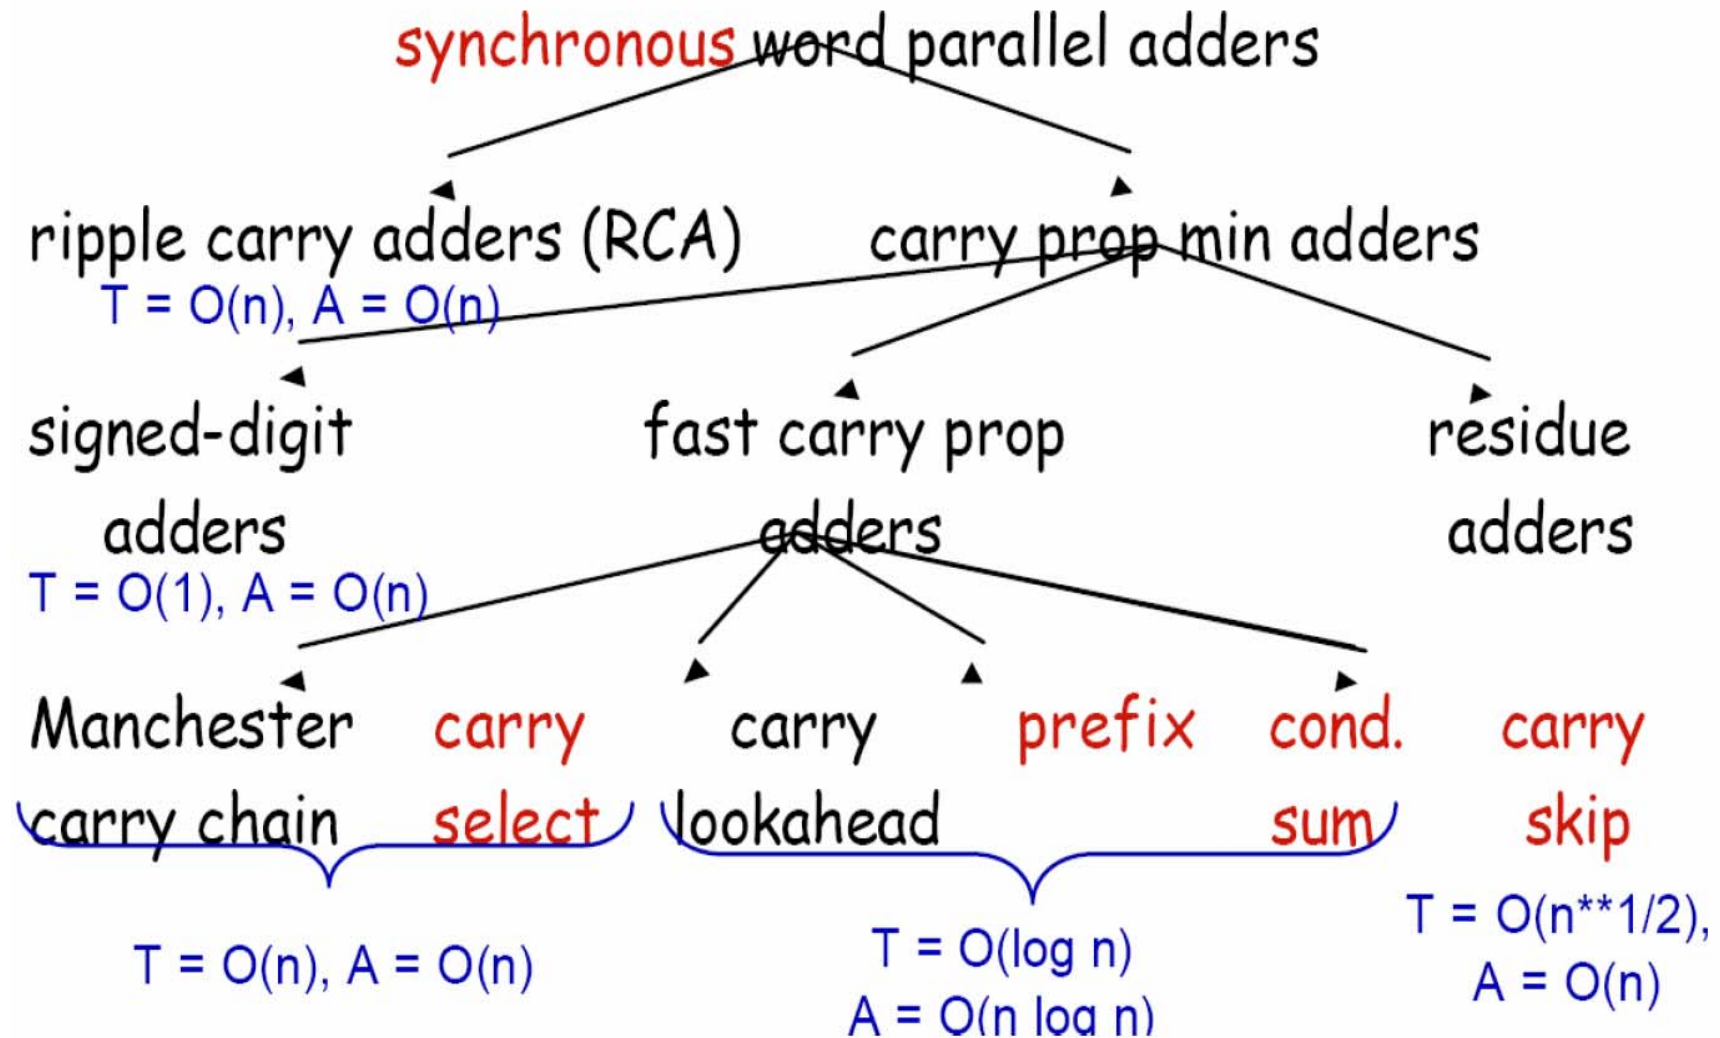 synchronous word parallel adders
ripple carry adders (RCA) carry prop min adders
T = O(n), A = O(n)
signed-digit fast carry prop residue
adders adders adders
T = O(1), A = O(n)
Manchester carry carry prefix cond. carry
carry chain select lookahead sum skip
T = O(n), A = O(n)
T = O(log n)
A = O(n log n)
T = O(n**1/2),
A = O(n)